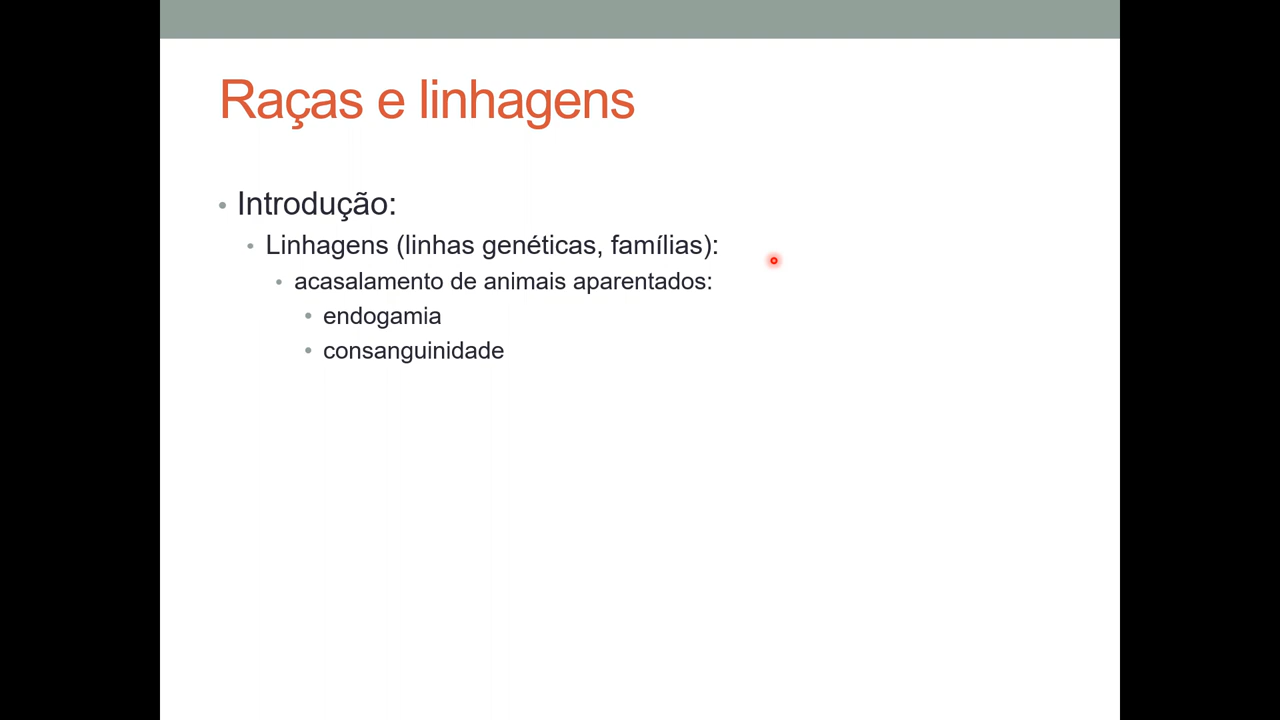 Raças e linhagens
• Introdução:
• Linhagens (linhas genéticas, famílias):
• acasalamento de animais aparentados:
• endogamia
• consanguinidade